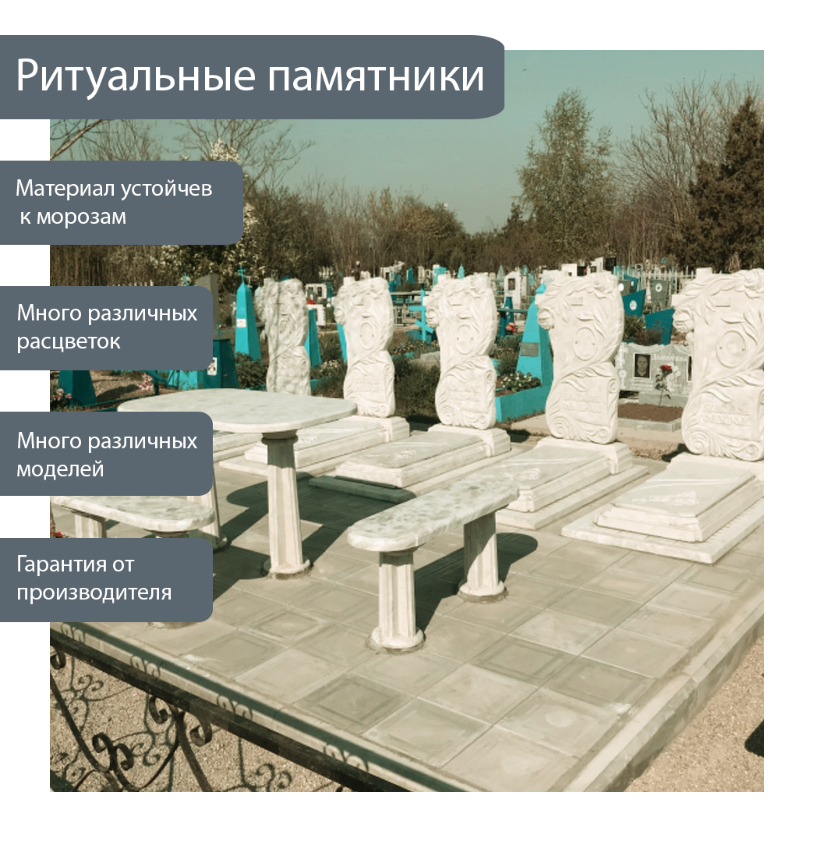 Ритуальные памятники
Материал устойчев
к морозам
Много различных
расцветок
Много различных
моделей
Гарантия от
производителя